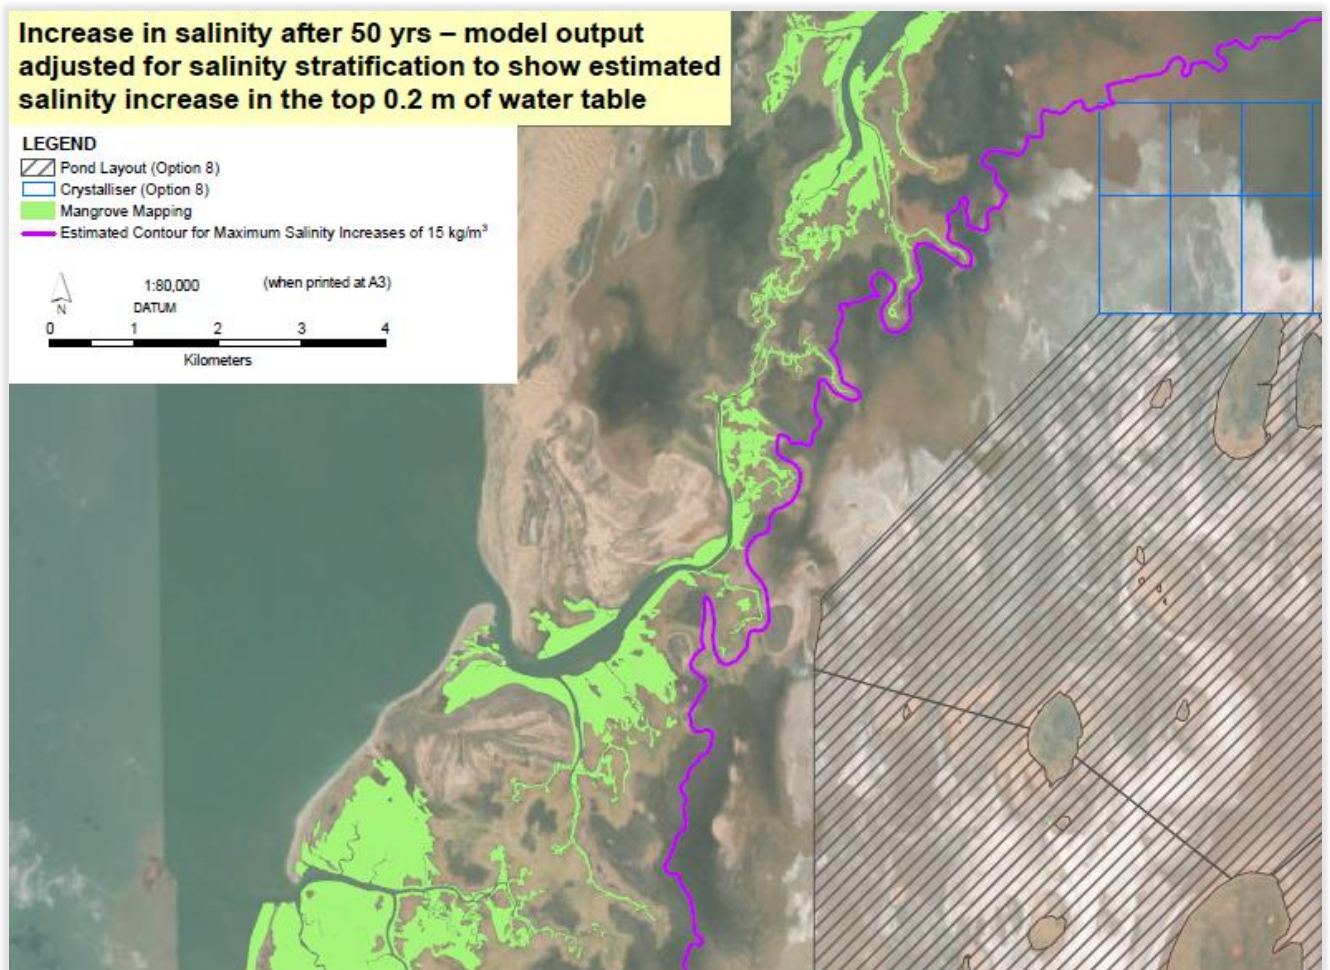 Increase in salinity after 50 yrs – model output
adjusted for salinity stratification to show estimated
salinity increase in the top 0.2 m of water table
LEGEND
Pond Layout (Option 8)
Crystalliser (Option 8)
Mangrove Mapping
Estimated Contour for Maximum Salinity Increases of 15 kg/m³
N
1:80,000 (when printed at A3)
DATUM
0 1 2 3 4
Kilometers